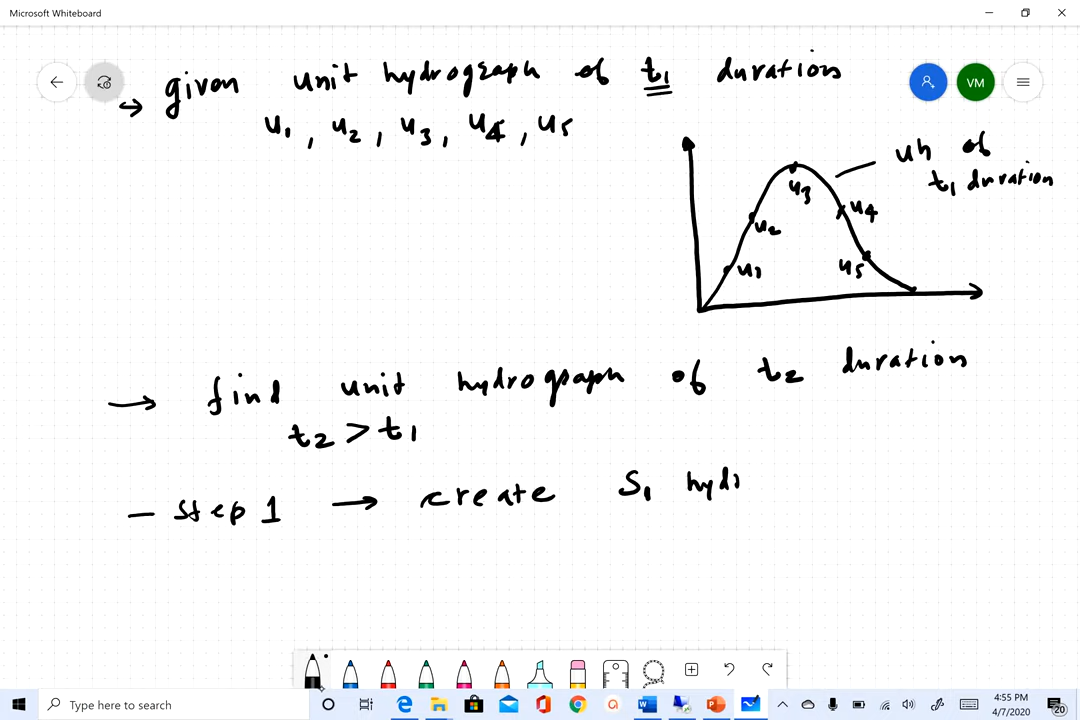 Microsoft Whiteboard
→ given unit hydrograph of t1 duration
VM
u1, u2, u3, u4, u5
uh of
t1 duration
u3
u4
u2
u1
u5
→ find unit hydrograph of t2 duration
t2 > t1
- step 1 → create S1 hydr
Type here to search
4:55 PM
4/7/2020
20